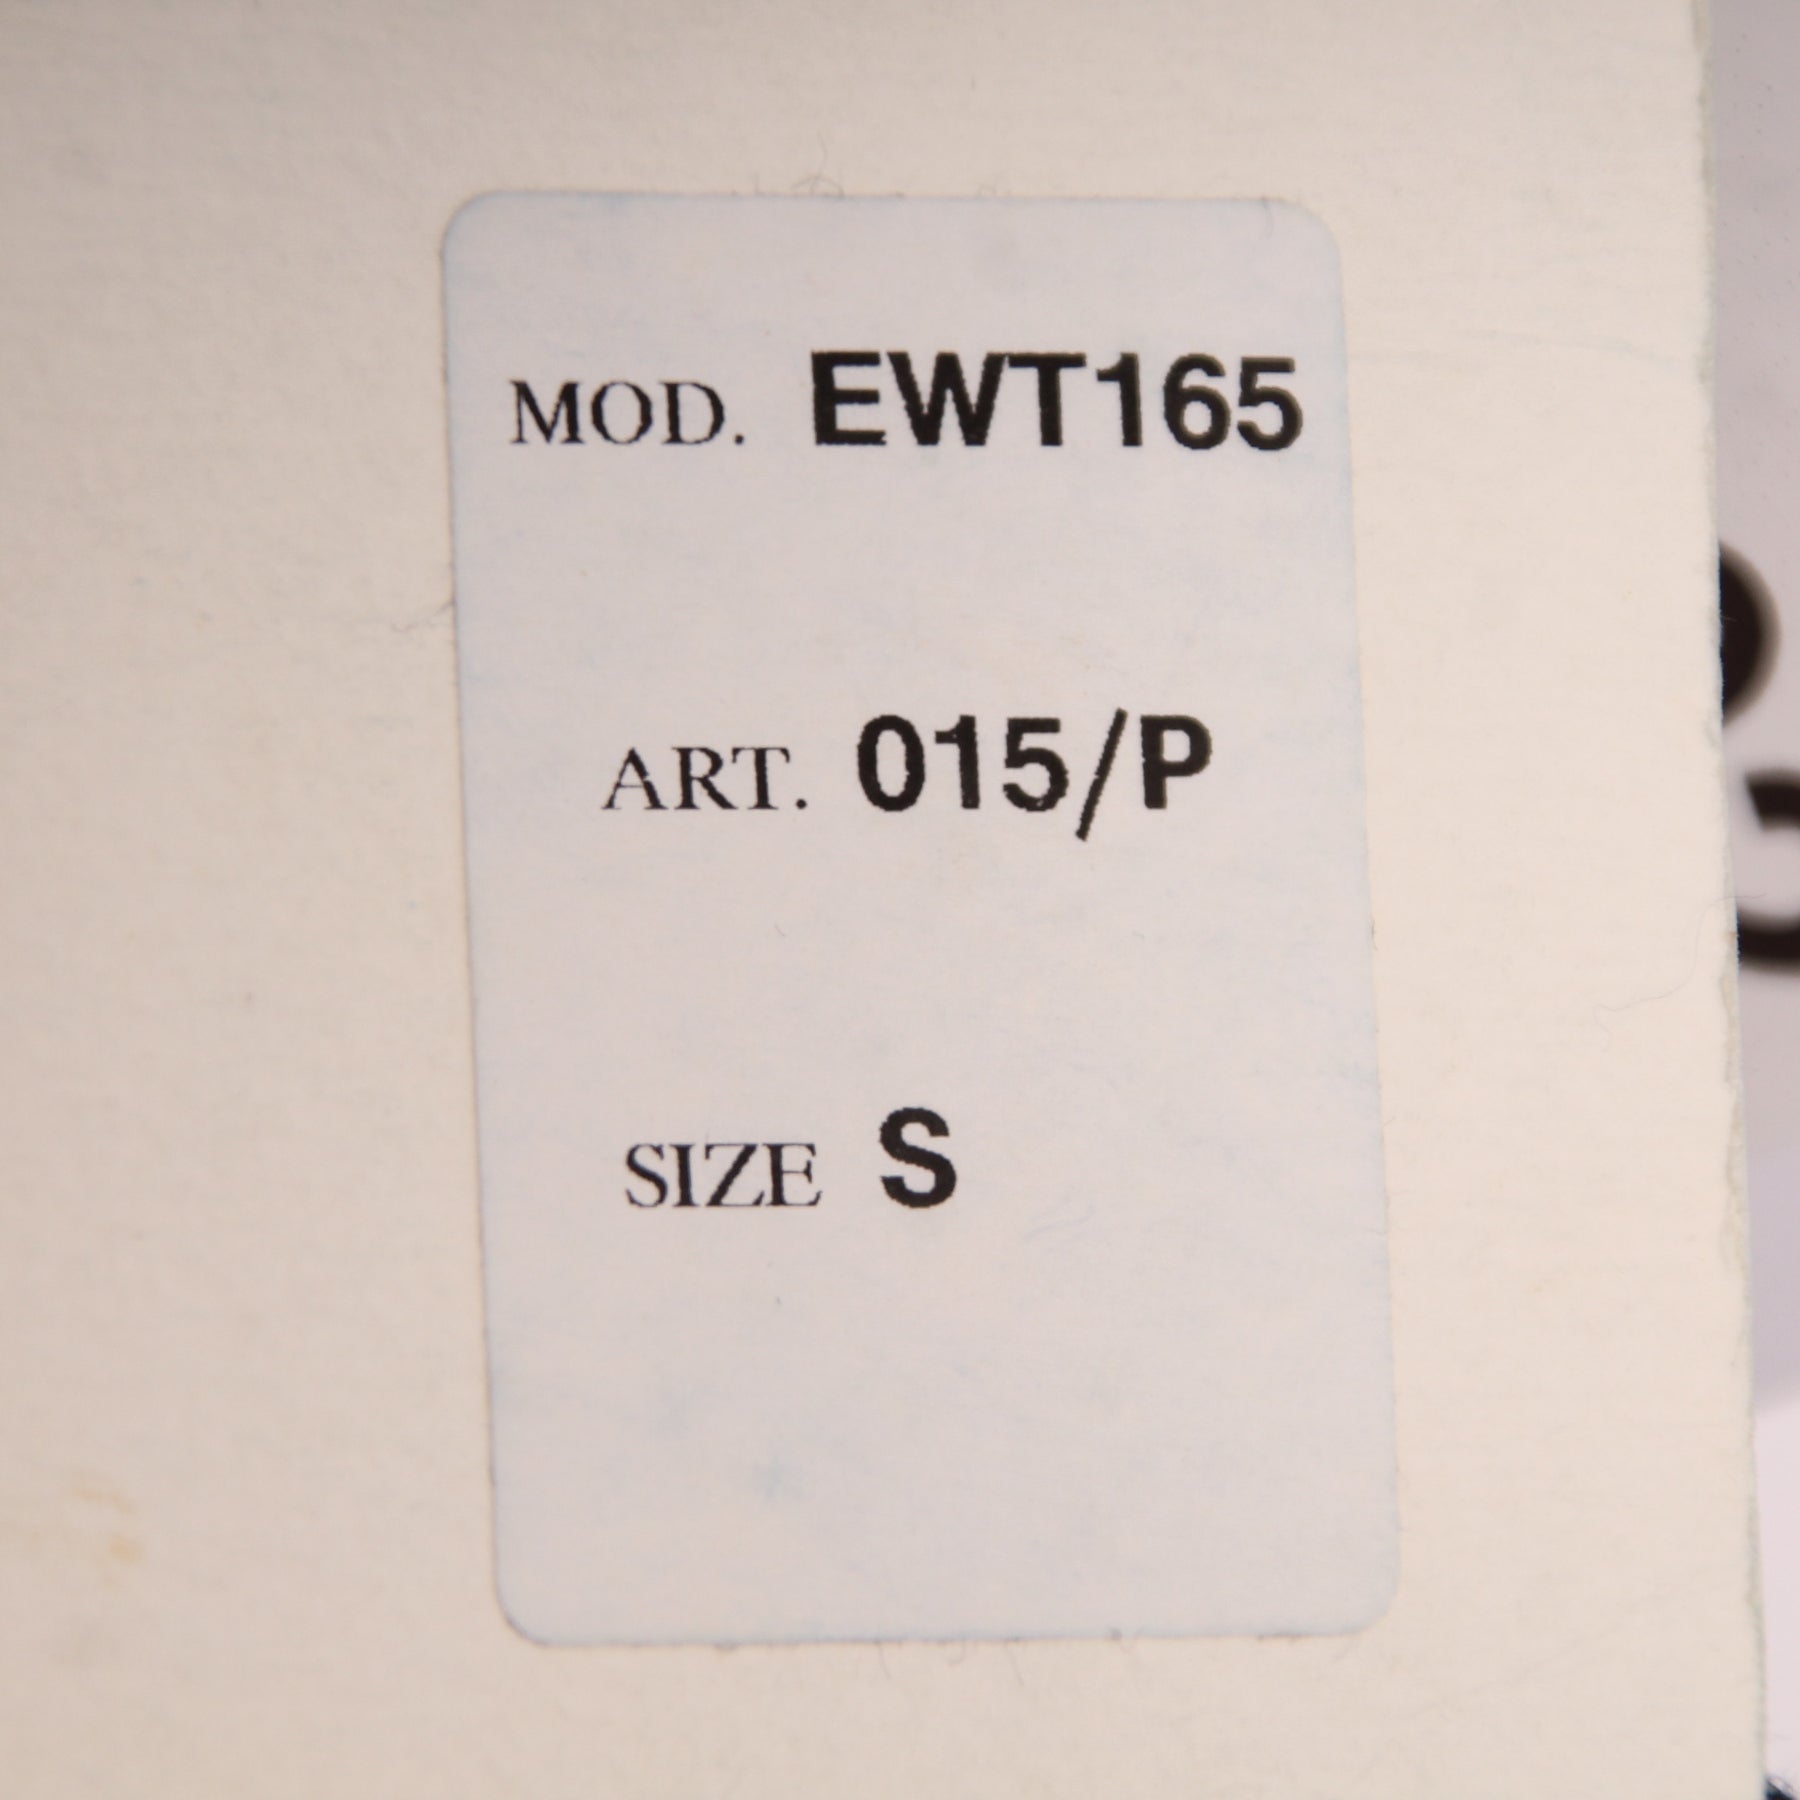 MOD. EWT165
ART. 015/P
SIZE S